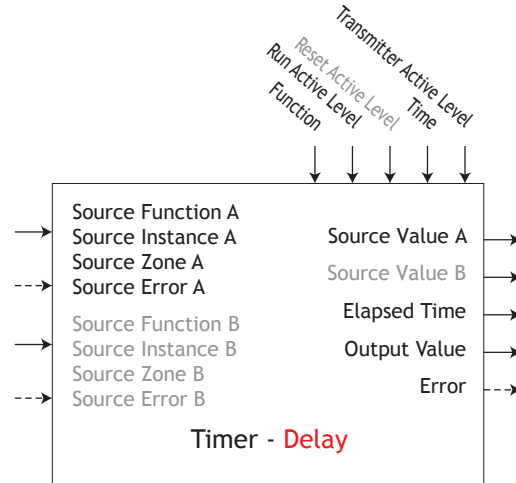 Function
Run Active Level
Reset Active Level
Time
Transmitter Active Level
Source Function A
Source Instance A
Source Zone A
Source Error A
Source Function B
Source Instance B
Source Zone B
Source Error B
Source Value A
Source Value B
Elapsed Time
Output Value
Error
Timer - Delay